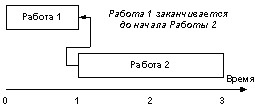 Работа 1
Работа 1 заканчивается
до начала Работы 2
Работа 2
Время
0 1 2 3